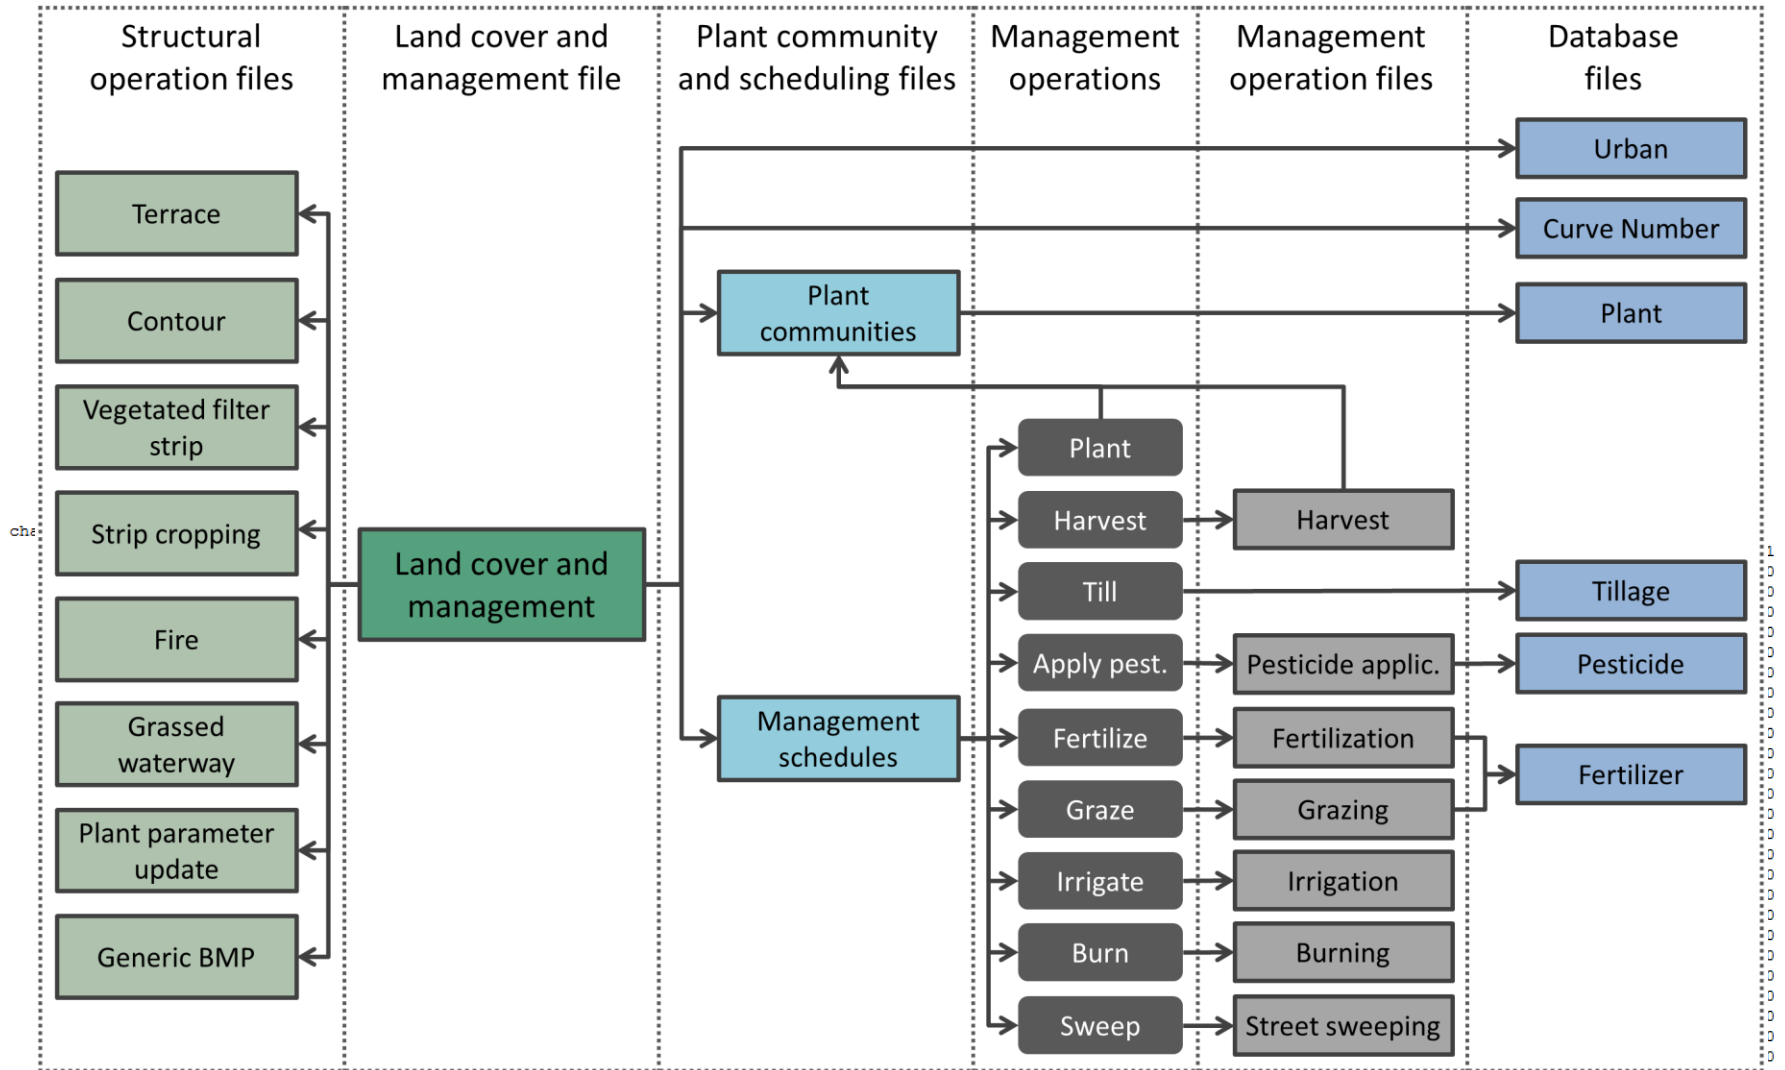 Structural
operation files
Land cover and
management file
Plant community
and scheduling files
Management
operations
Management
operation files
Database
files
Terrace
Contour
Vegetated filter
strip
Strip cropping
Fire
Grassed
waterway
Plant parameter
update
Generic BMP
Land cover and
management
Plant
communities
Management
schedules
Plant
Harvest
Till
Apply pest.
Fertilize
Graze
Irrigate
Burn
Sweep
Harvest
Pesticide applic.
Fertilization
Grazing
Irrigation
Burning
Street sweeping
Urban
Curve Number
Plant
Tillage
Pesticide
Fertilizer